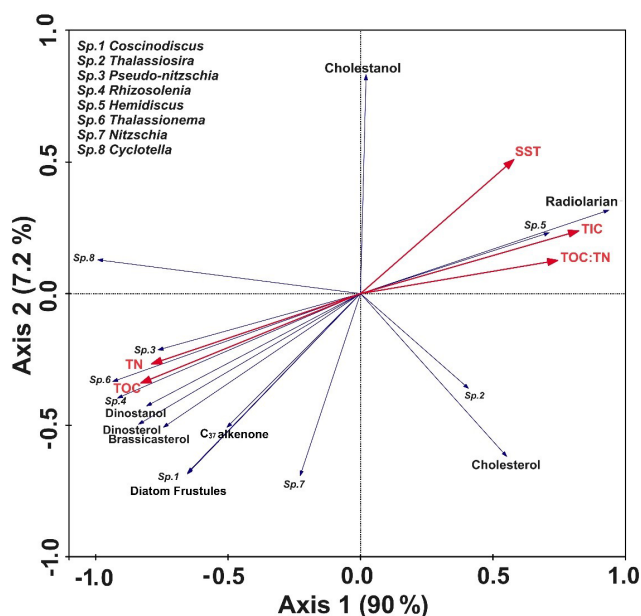 1.0
0.5
0.0
-0.5
-1.0
Axis 2 (7.2 %)
Sp.1 Coscinodiscus
Sp.2 Thalassiosira
Sp.3 Pseudo-nitzschia
Sp.4 Rhizosolenia
Sp.5 Hemidiscus
Sp.6 Thalassionema
Sp.7 Nitzschia
Sp.8 Cyclotella
Cholestanol
SST
Radiolarian
Sp.5
TIC
TOC:TN
Sp.8
Sp.3
TN
Sp.6
TOC
Sp.4
Dinostanol
Dinosterol
Brassicasterol
C37 alkenone
Sp.2
Sp.1
Diatom Frustules
Sp.7
Cholesterol
-1.0
-0.5
0.0
0.5
1.0
Axis 1 (90 %)